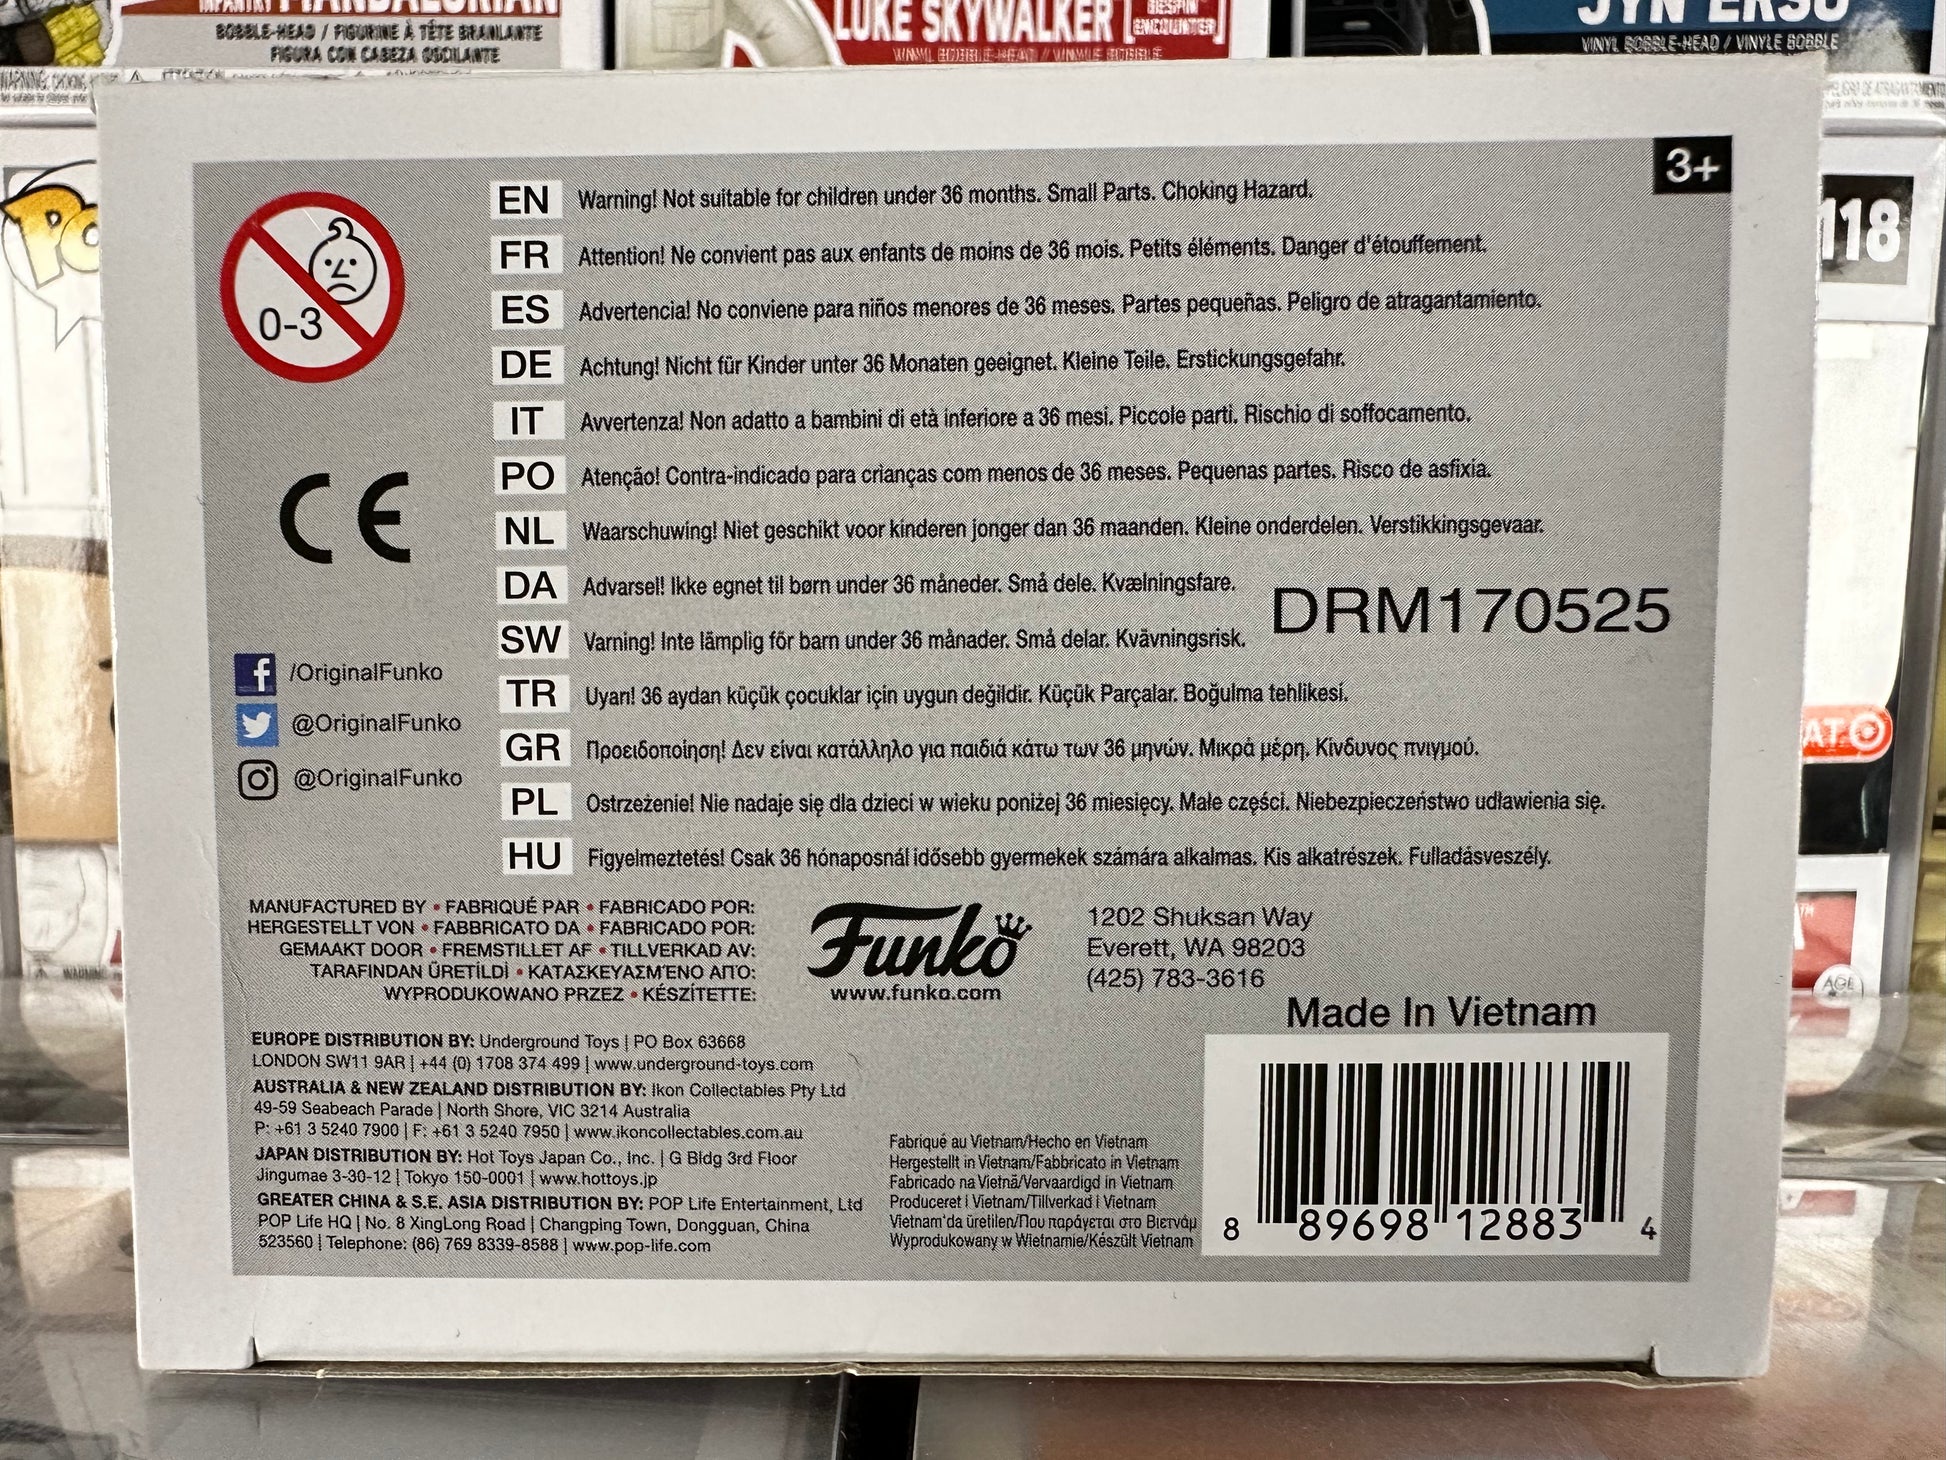 INFANTRY MANDALORIAN
BOBBLE-HEAD / FIGURINE À TÊTE BRANLANTE
FIGURA CON CABEZA OSCILANTE
LUKE SKYWALKER [BESPIN ENCOUNTER]
VINYL BOBBLE-HEAD / VINYLE BOBBLE
JYN ERSO
VINYL BOBBLE-HEAD / VINYLE BOBBLE
118
3+
0-3
EN Warning! Not suitable for children under 36 months. Small Parts. Choking Hazard.
FR Attention! Ne convient pas aux enfants de moins de 36 mois. Petits éléments. Danger d'étouffement.
ES Advertencia! No conviene para niños menores de 36 meses. Partes pequeñas. Peligro de atragantamiento.
DE Achtung! Nicht für Kinder unter 36 Monaten geeignet. Kleine Teile. Erstickungsgefahr.
IT Avvertenza! Non adatto a bambini di età inferiore a 36 mesi. Piccole parti. Rischio di soffocamento.
PO Atenção! Contra-indicado para crianças com menos de 36 meses. Pequenas partes. Risco de asfixia.
NL Waarschuwing! Niet geschikt voor kinderen jonger dan 36 maanden. Kleine onderdelen. Verstikkingsgevaar.
DA Advarsel! Ikke egnet til børn under 36 måneder. Små dele. Kvælningsfare.
SW Varning! Inte lämplig för barn under 36 månader. Små delar. Kvävningsrisk.
TR Uyarı! 36 aydan küçük çocuklar için uygun değildir. Küçük Parçalar. Boğulma tehlikesi.
GR Προειδοποίηση! Δεν είναι κατάλληλο για παιδιά κάτω των 36 μηνών. Μικρά μέρη. Κίνδυνος πνιγμού.
PL Ostrzeżenie! Nie nadaje się dla dzieci w wieku poniżej 36 miesięcy. Małe części. Niebezpieczeństwo udławienia się.
HU Figyelmeztetés! Csak 36 hónaposnál idősebb gyermekek számára alkalmas. Kis alkatrészek. Fulladásveszély.
DRM170525
CE
/OriginalFunko
@OriginalFunko
@OriginalFunko
MANUFACTURED BY • FABRIQUÉ PAR • FABRICADO POR:
HERGESTELLT VON • FABBRICATO DA • FABRICADO POR:
GEMAAKT DOOR • FREMSTILLET AF • TILLVERKAD AV:
TARAFINDAN ÜRETİLDİ • ΚΑΤΑΣΚΕΥΑΣΜΈΝΟ ΑΠΌ:
WYPRODUKOWANO PRZEZ • KÉSZÍTETTE:
Funko
www.funko.com
1202 Shuksan Way
Everett, WA 98203
(425) 783-3616
Made In Vietnam
EUROPE DISTRIBUTION BY: Underground Toys | PO Box 63668
LONDON SW11 9AR | +44 (0) 1708 374 499 | www.underground-toys.com
AUSTRALIA & NEW ZEALAND DISTRIBUTION BY: Ikon Collectables Pty Ltd
49-59 Seabeach Parade | North Shore, VIC 3214 Australia
P: +61 3 5240 7900 | F: +61 3 5240 7950 | www.ikoncollectables.com.au
JAPAN DISTRIBUTION BY: Hot Toys Japan Co., Inc. | G Bldg 3rd Floor
Jingumae 3-30-12 | Tokyo 150-0001 | www.hottoys.jp
GREATER CHINA & S.E. ASIA DISTRIBUTION BY: POP Life Entertainment, Ltd
POP Life HQ | No. 8 XingLong Road | Changping Town, Dongguan, China
523560 | Telephone: (86) 769 8339-8588 | www.pop-life.com
Fabriqué au Vietnam/Hecho en Vietnam
Hergestellt in Vietnam/Fabbricato in Vietnam
Fabricado na Vietnã/Vervaardigd in Vietnam
Produceret i Vietnam/Tillverkad i Vietnam
Vietnam'da üretilen/Που παράγεται στο Βιετνάμ
Wyprodukowany w Wietnamie/Készült Vietnam
8 89698 12883 4